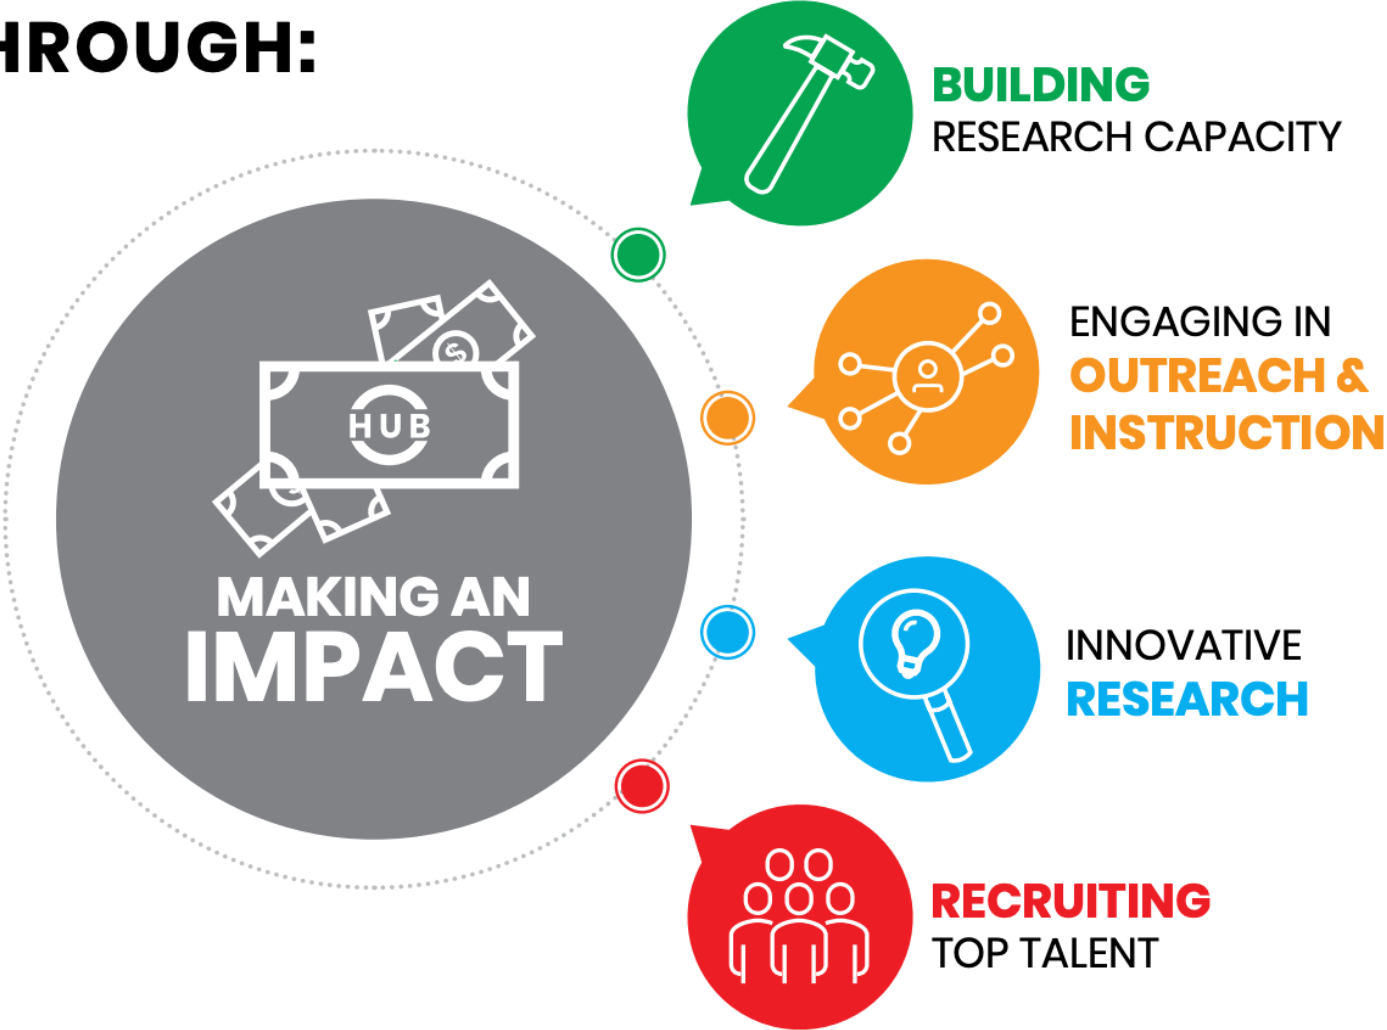 HROUGH:
BUILDING
RESEARCH CAPACITY
ENGAGING IN
OUTREACH &
INSTRUCTION
HUB
$
MAKING AN
IMPACT
INNOVATIVE
RESEARCH
RECRUITING
TOP TALENT